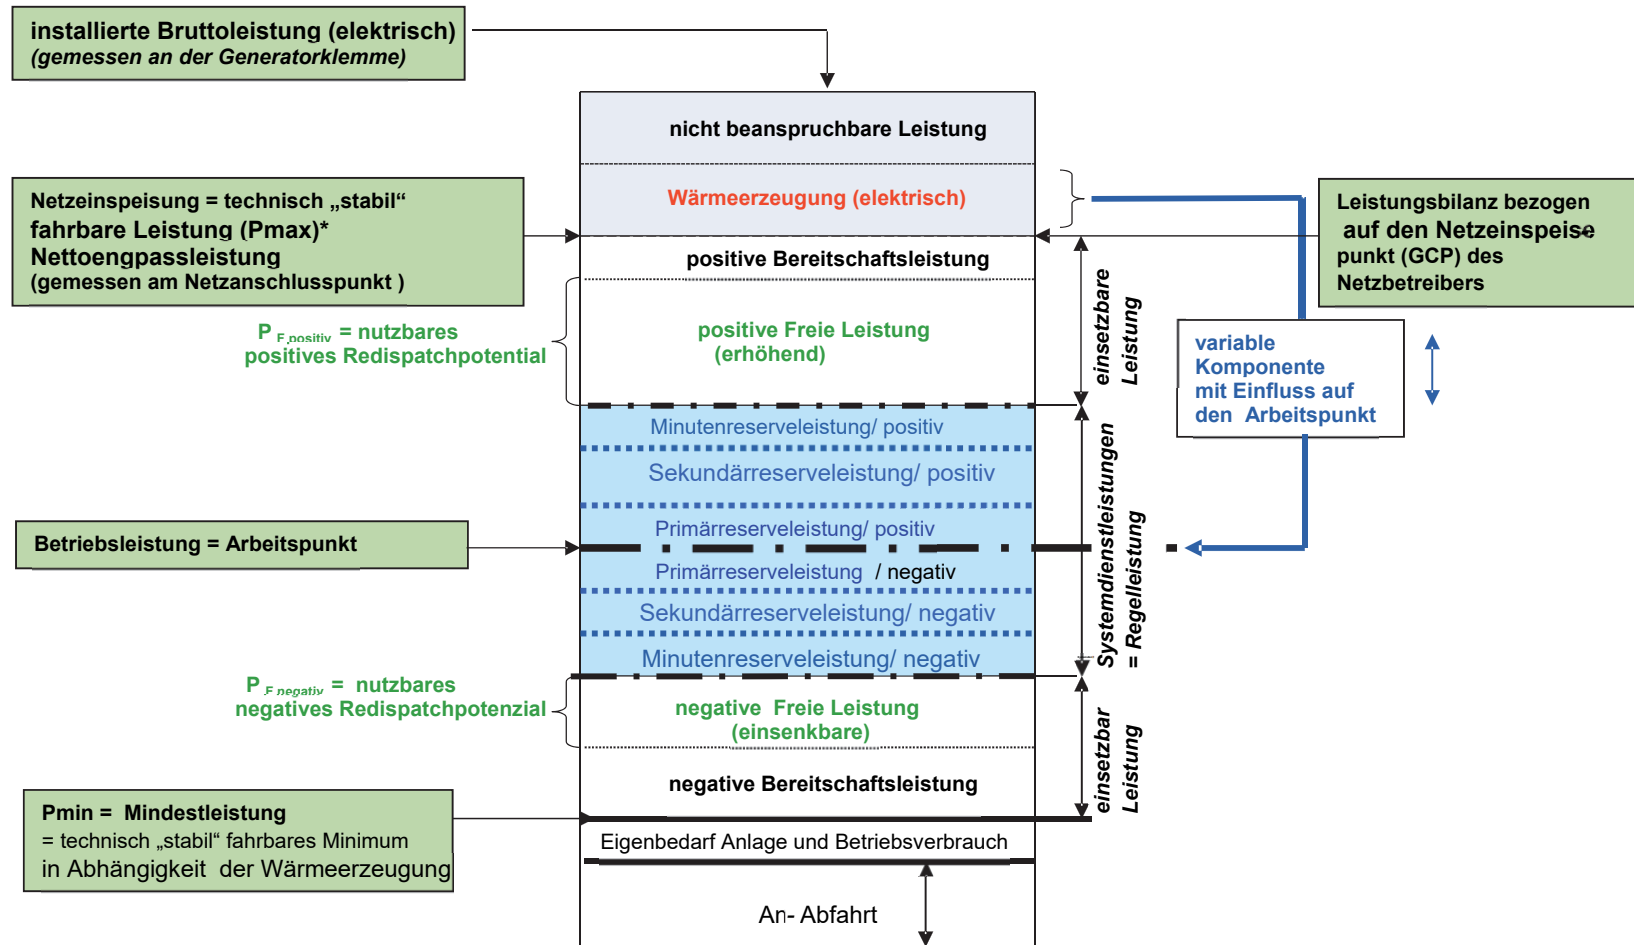 installierte Bruttoleistung (elektrisch)
(gemessen an der Generatorklemme)
nicht beanspruchbare Leistung
Wärmeerzeugung (elektrisch)
Netzeinspeisung = technisch „stabil“
fahrbare Leistung (Pmax)*
Nettoengpassleistung
(gemessen am Netzanschlusspunkt )
Leistungsbilanz bezogen
auf den Netzeinspeise-
punkt (GCP) des
Netzbetreibers
positive Bereitschaftsleistung
P F,positiv = nutzbares
positives Redispatchpotential
positive Freie Leistung
(erhöhend)
einsetzbare
Leistung
variable
Komponente
mit Einfluss auf
den Arbeitspunkt
Minutenreserveleistung/ positiv
Sekundärreserveleistung/ positiv
Primärreserveleistung/ positiv
Betriebsleistung = Arbeitspunkt
Primärreserveleistung / negativ
Sekundärreserveleistung/ negativ
Minutenreserveleistung/ negativ
Systemdienstleistungen
= Regelleistung
P F,negativ = nutzbares
negatives Redispatchpotenzial
negative Freie Leistung
(einsenkbare)
einsetzbar
Leistung
negative Bereitschaftsleistung
Pmin = Mindestleistung
= technisch „stabil“ fahrbares Minimum
in Abhängigkeit der Wärmeerzeugung
Eigenbedarf Anlage und Betriebsverbrauch
An- Abfahrt